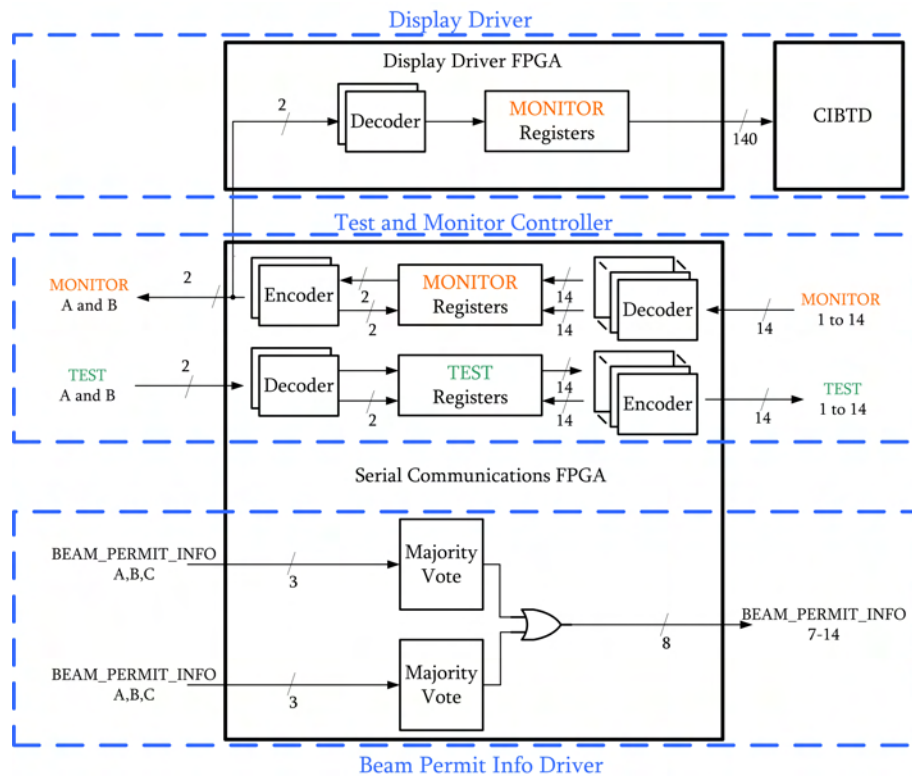 Display Driver
Display Driver FPGA
2
Decoder
MONITOR
Registers
140
CIBTD
Test and Monitor Controller
MONITOR
A and B
2
Encoder
2
2
MONITOR
Registers
14
14
Decoder
14
MONITOR
1 to 14
TEST
A and B
2
Decoder
2
TEST
Registers
14
14
Encoder
14
TEST
1 to 14
Serial Communications FPGA
BEAM_PERMIT_INFO
A,B,C
3
Majority
Vote
8
BEAM_PERMIT_INFO
7-14
BEAM_PERMIT_INFO
A,B,C
3
Majority
Vote
Beam Permit Info Driver